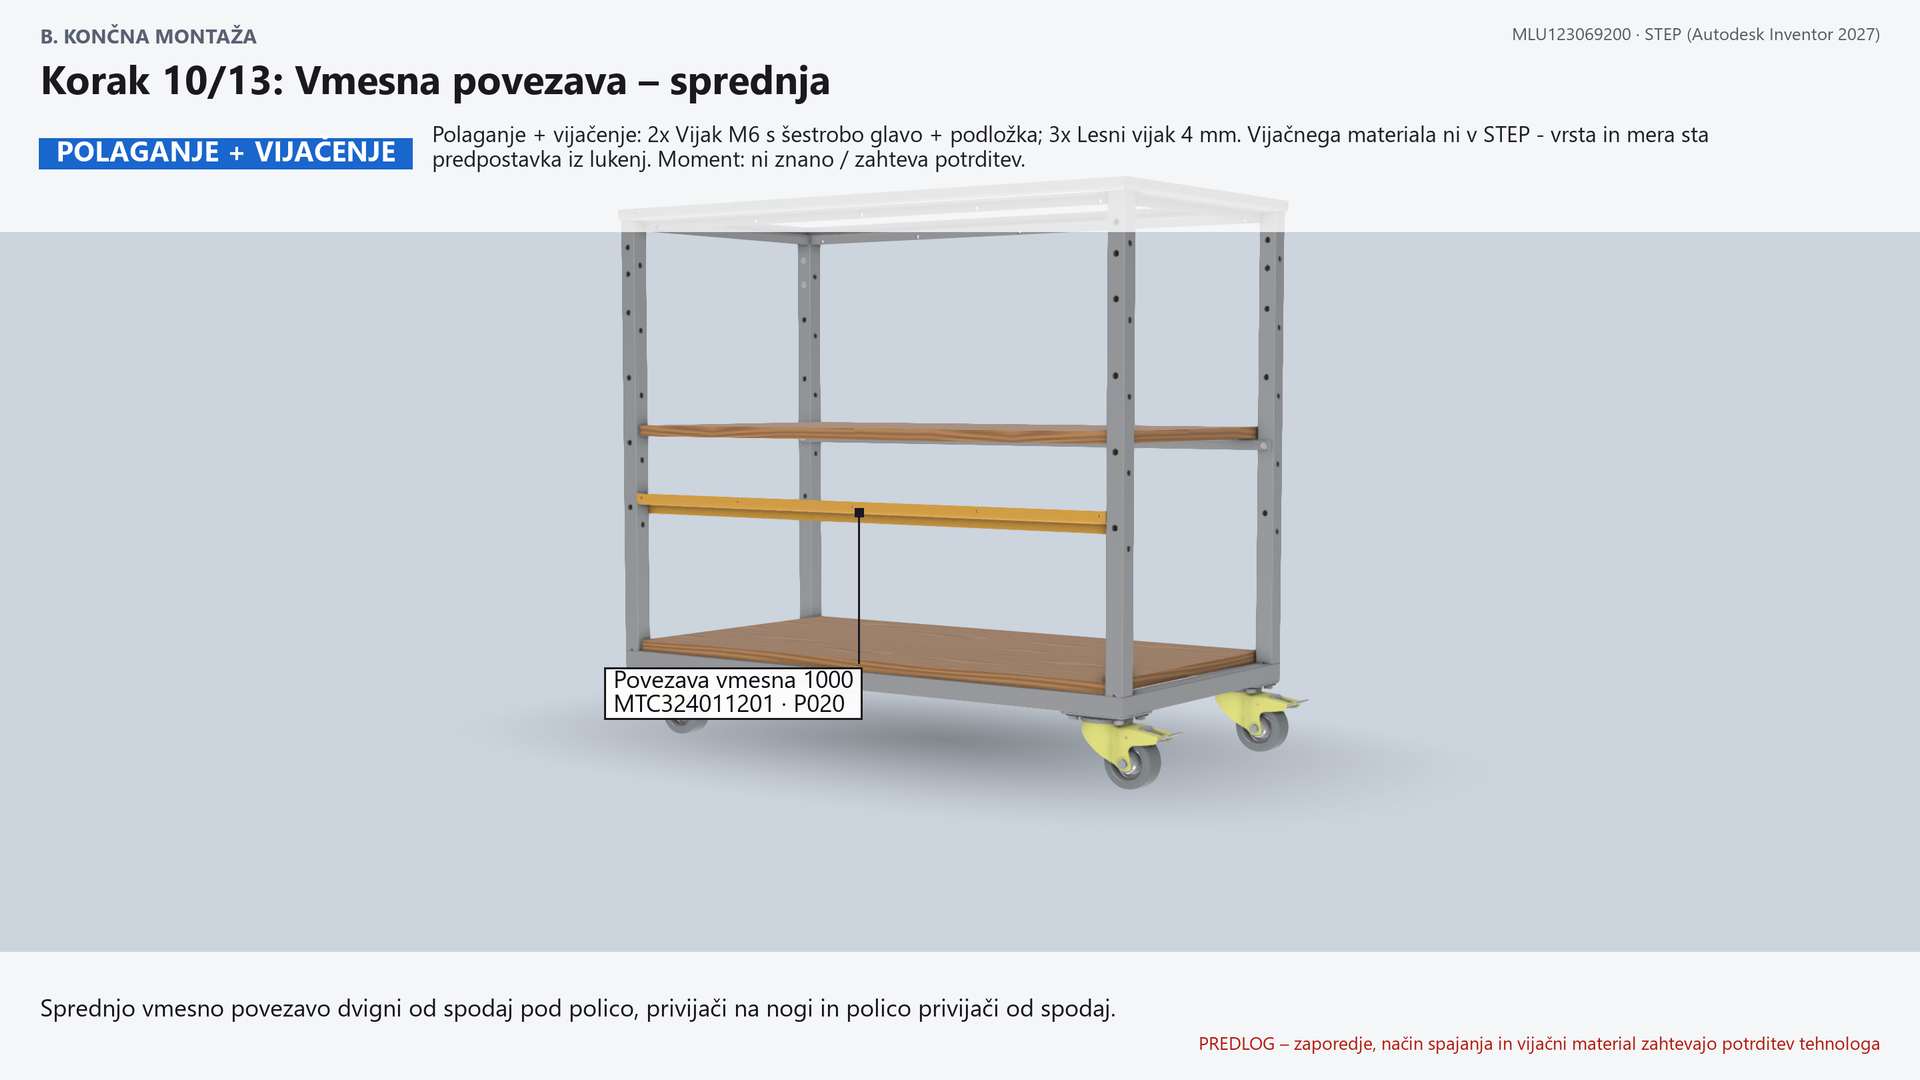 B. KONČNA MONTAŽA
MLU123069200 · STEP (Autodesk Inventor 2027)
Korak 10/13: Vmesna povezava – sprednja
POLAGANJE + VIJAČENJE
Polaganje + vijačenje: 2x Vijak M6 s šestrobo glavo + podložka; 3x Lesni vijak 4 mm. Vijačnega materiala ni v STEP - vrsta in mera sta
predpostavka iz lukenj. Moment: ni znano / zahteva potrditev.
Povezava vmesna 1000
MTC324011201 · P020
Sprednjo vmesno povezavo dvigni od spodaj pod polico, privijači na nogi in polico privijači od spodaj.
PREDLOG – zaporedje, način spajanja in vijačni material zahtevajo potrditev tehnologa